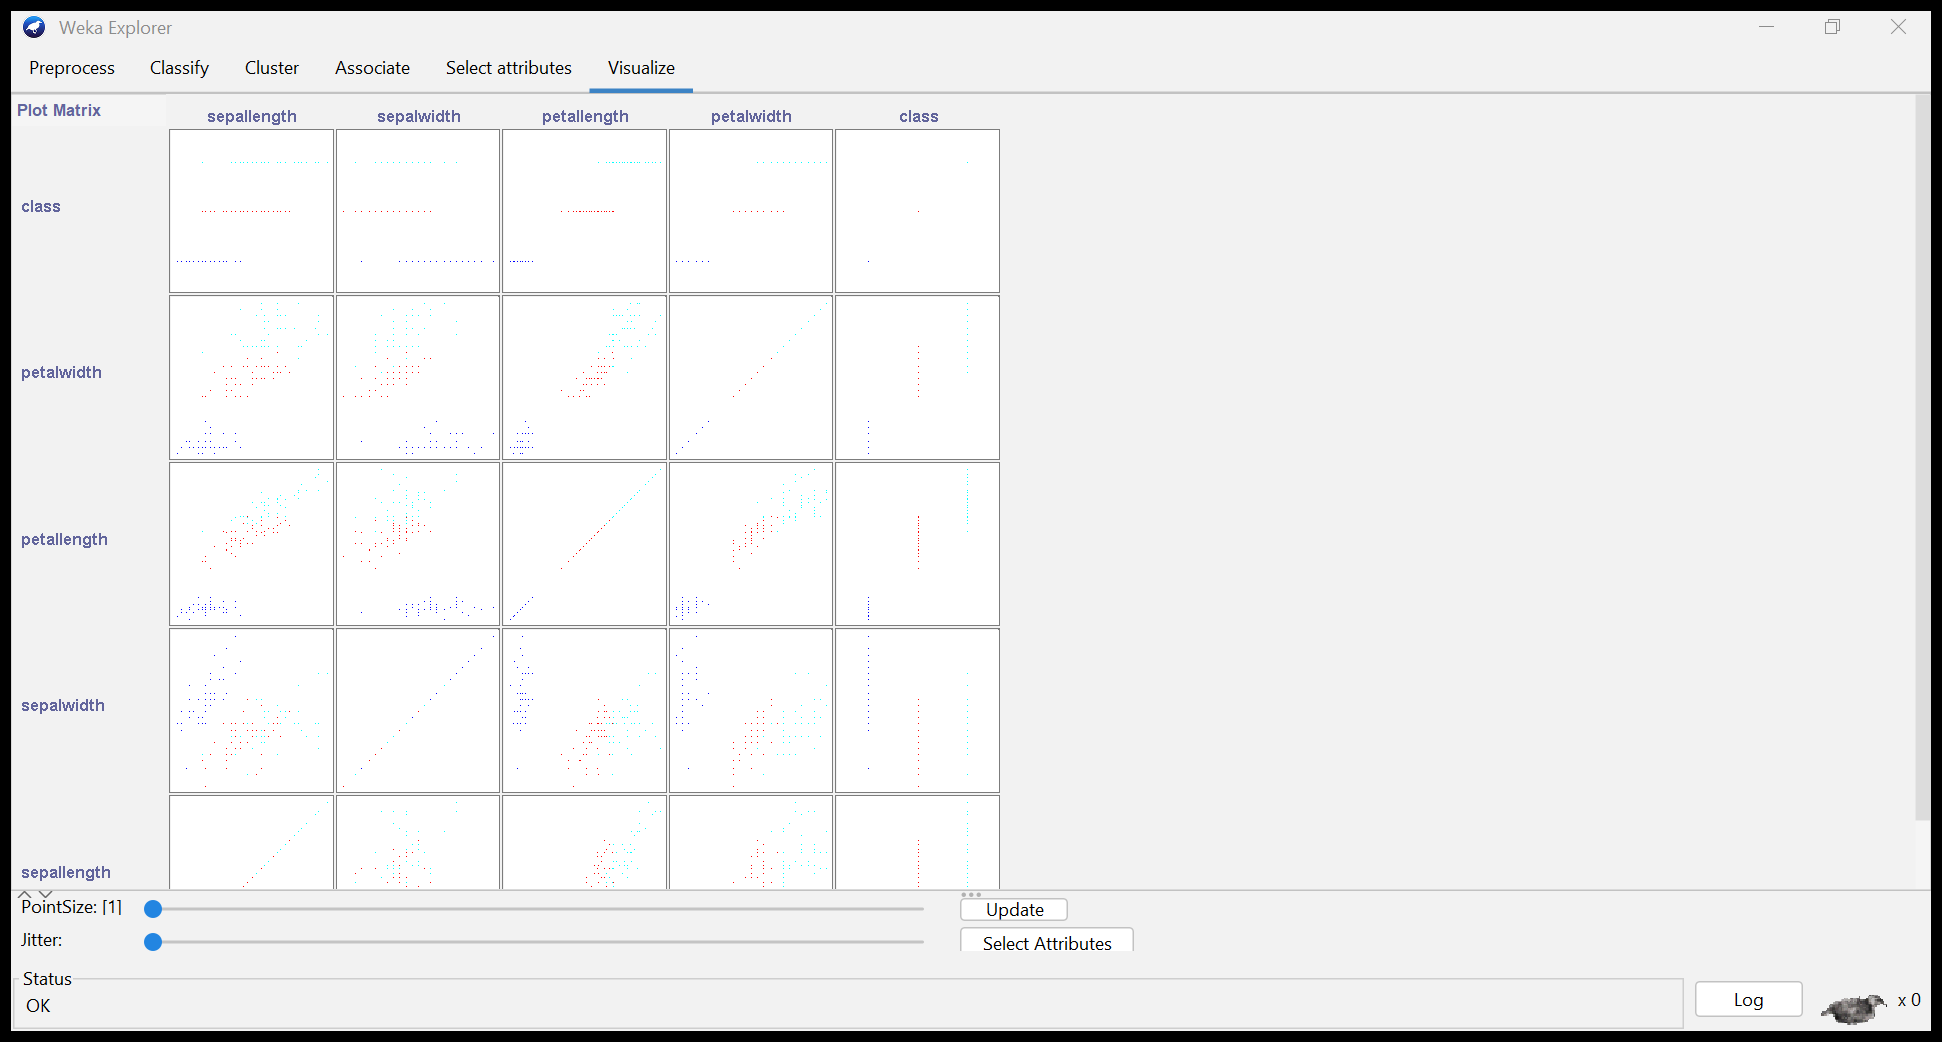 Weka Explorer
Preprocess Classify Cluster Associate Select attributes Visualize
Plot Matrix
sepallength sepalwidth petallength petalwidth class
class
petalwidth
petallength
sepalwidth
sepallength
PointSize: [1]
Update
Jitter:
Select Attributes
Status
OK
Log
x 0